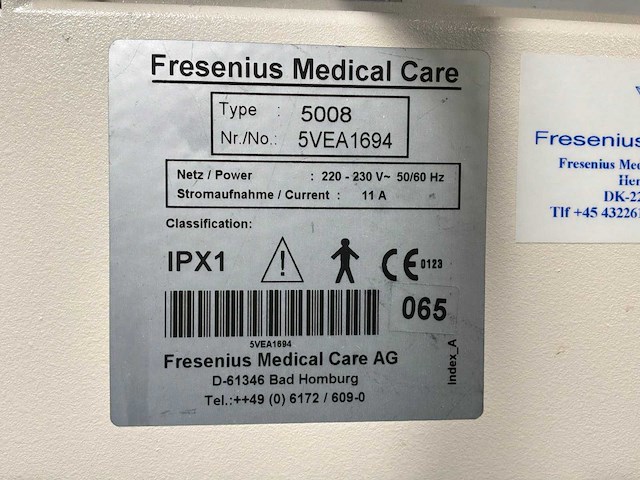 Fresenius Medical Care
Type : 5008
Nr./No.: 5VEA1694
Netz / Power : 220 - 230 V~ 50/60 Hz
Stromaufnahme / Current : 11 A
Classification:
IPX1
! CE 0123
065
5VEA1694
Fresenius Medical Care AG
D-61346 Bad Homburg
Tel.:++49 (0) 6172 / 609-0
Index_A
Fresenius
Fresenius Med
Her
DK-22
Tlf +45 432261